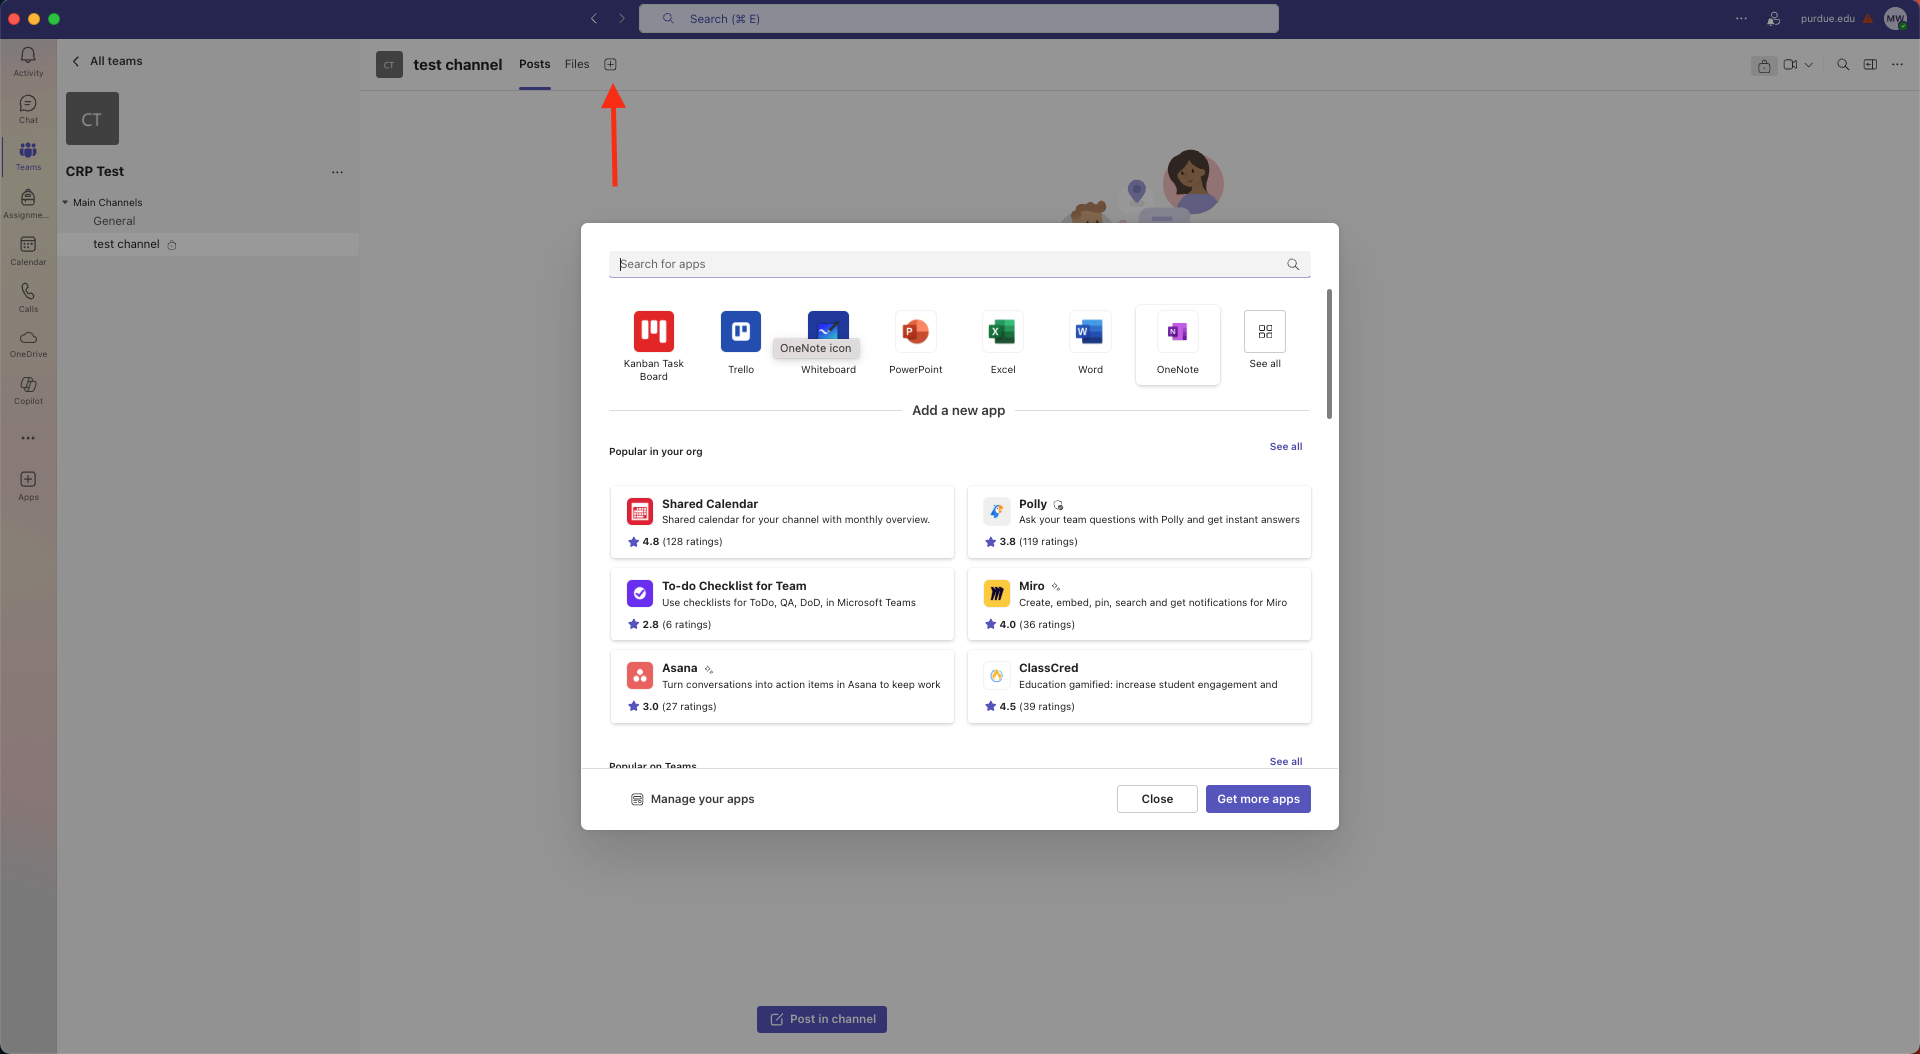 Search (⌘ E)
purdue.edu
MW
Activity
Chat
Teams
Assignme...
Calendar
Calls
OneDrive
Copilot
Apps
All teams
CT
CRP Test
Main Channels
General
test channel
CT
test channel
Posts
Files
Search for apps
Kanban Task
Board
Trello
OneNote icon
Whiteboard
P
PowerPoint
X
Excel
W
Word
N
OneNote
See all
Add a new app
Popular in your org
See all
Shared Calendar
Shared calendar for your channel with monthly overview.
4.8 (128 ratings)
Polly
Ask your team questions with Polly and get instant answers
3.8 (119 ratings)
To-do Checklist for Team
Use checklists for ToDo, QA, DoD, in Microsoft Teams
2.8 (6 ratings)
Miro
Create, embed, pin, search and get notifications for Miro
4.0 (36 ratings)
Asana
Turn conversations into action items in Asana to keep work
3.0 (27 ratings)
ClassCred
Education gamified: increase student engagement and
4.5 (39 ratings)
Popular on Teams
See all
Manage your apps
Close
Get more apps
Post in channel